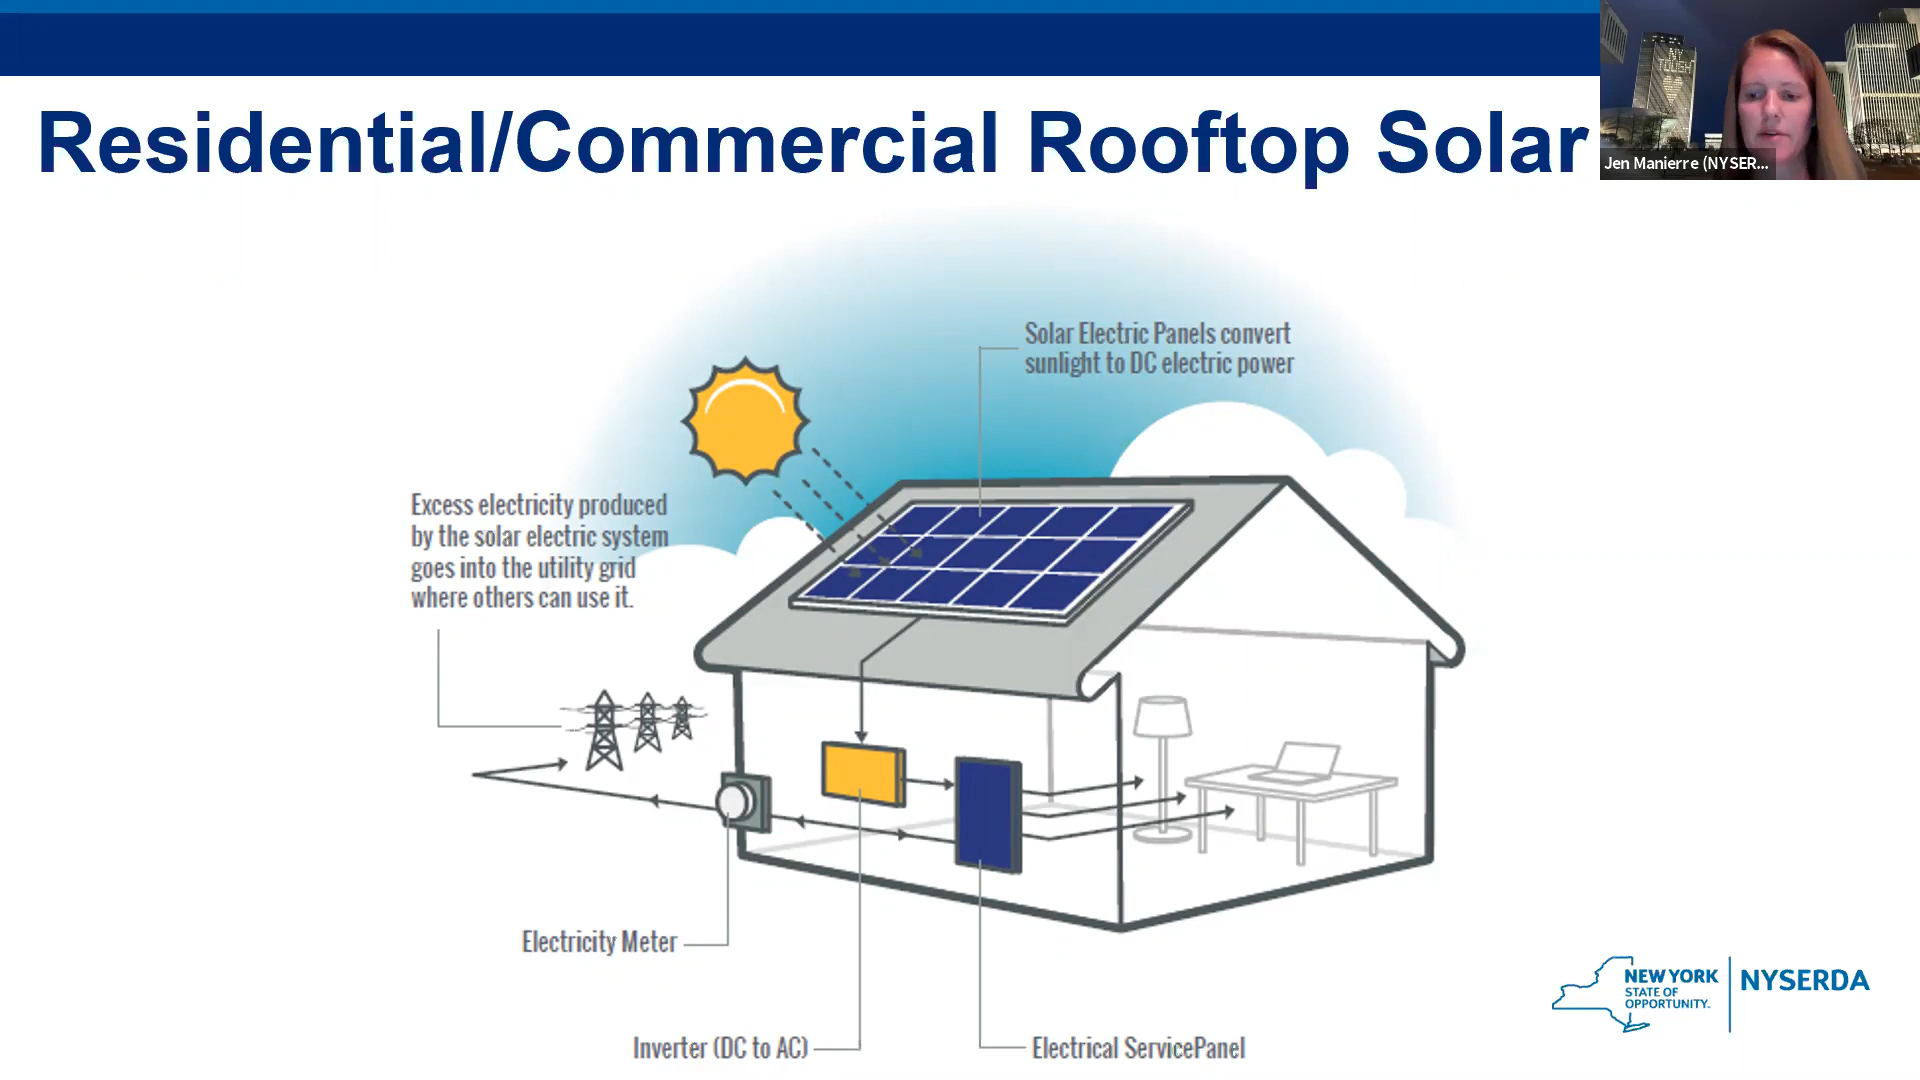 Residential/Commercial Rooftop Solar
NY
TOUGH
Jen Manierre (NYSER...
Solar Electric Panels convert
sunlight to DC electric power
Excess electricity produced
by the solar electric system
goes into the utility grid
where others can use it.
Electricity Meter
Inverter (DC to AC)
Electrical ServicePanel
NEW YORK
STATE OF
OPPORTUNITY.
NYSERDA